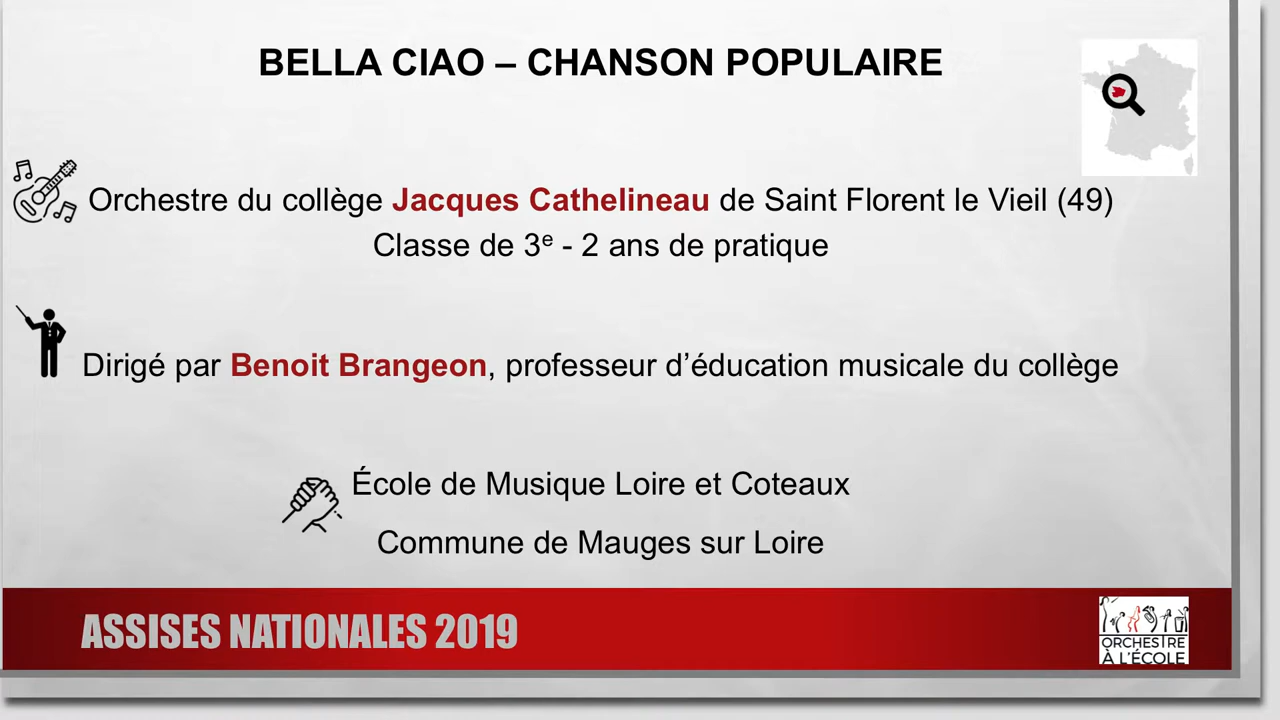 BELLA CIAO – CHANSON POPULAIRE
Orchestre du collège Jacques Cathelineau de Saint Florent le Vieil (49)
Classe de 3ᵉ - 2 ans de pratique
Dirigé par Benoit Brangeon, professeur d’éducation musicale du collège
École de Musique Loire et Coteaux
Commune de Mauges sur Loire
ASSISES NATIONALES 2019
ORCHESTRE
À L'ÉCOLE